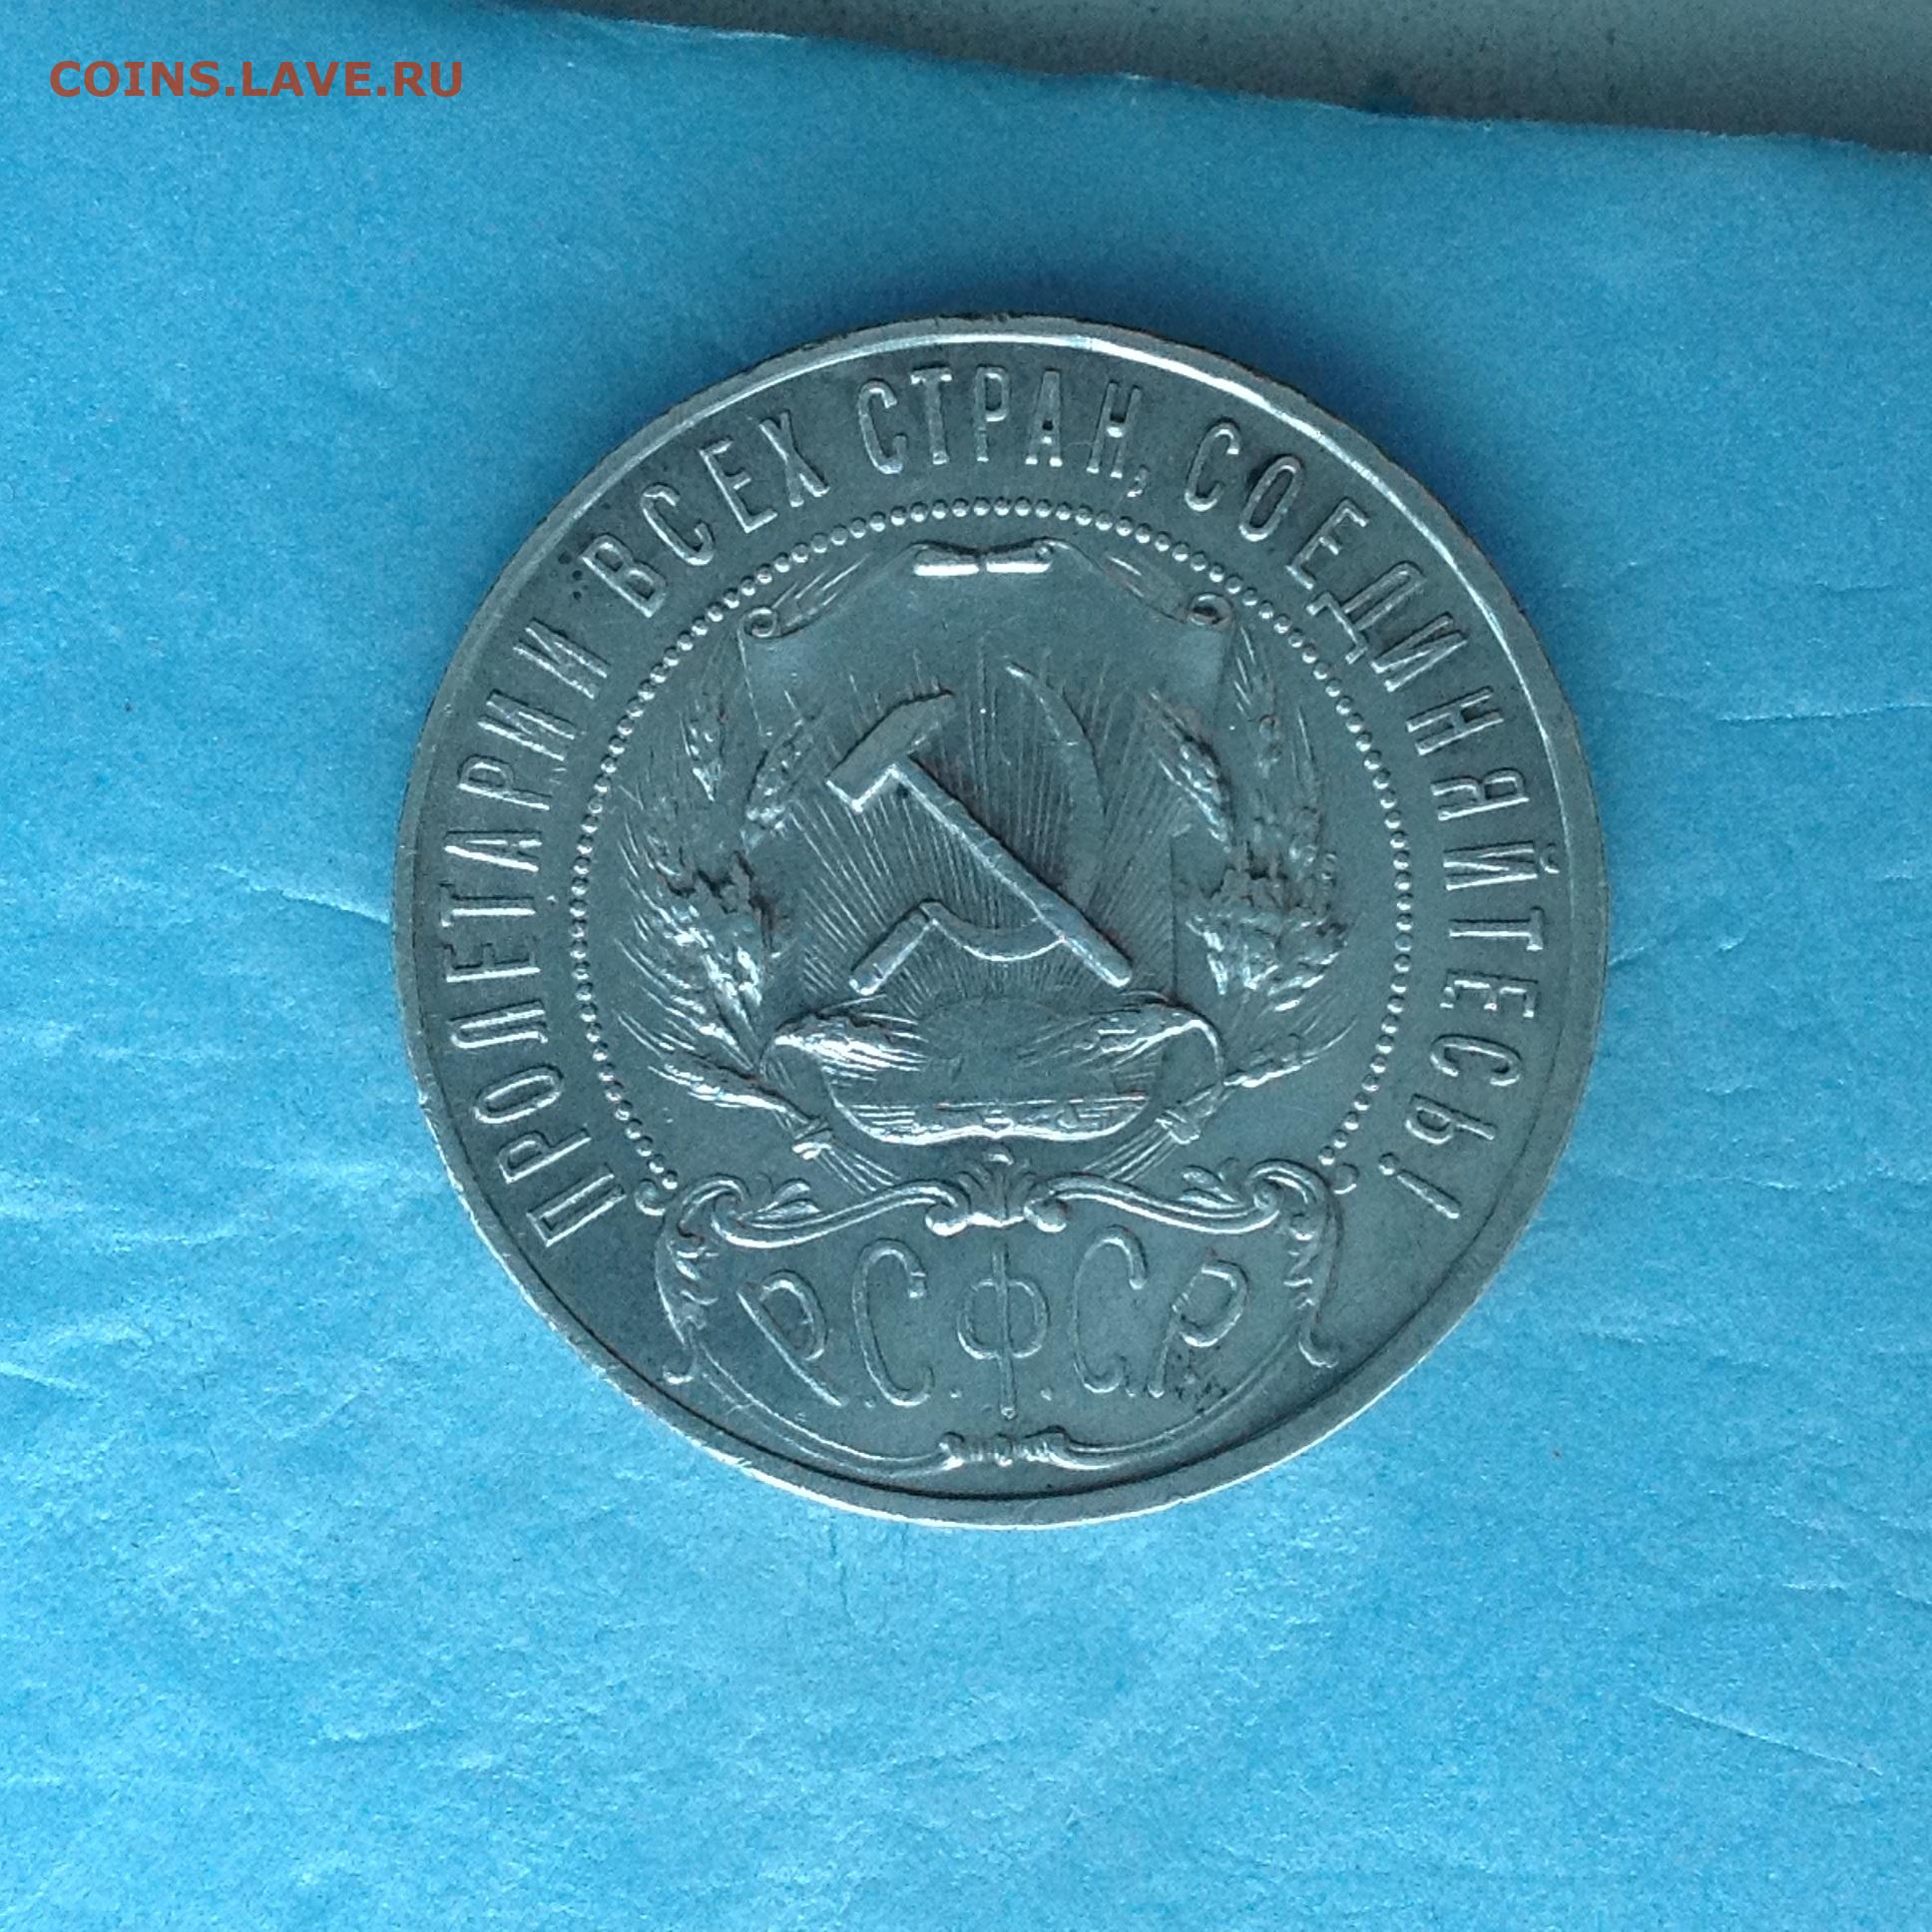 COINS.LAVE.RU
ПРОЛЕТАРИИ ВСЕХ СТРАН, СОЕДИНЯЙТЕСЬ!
Р.С.Ф.С.Р